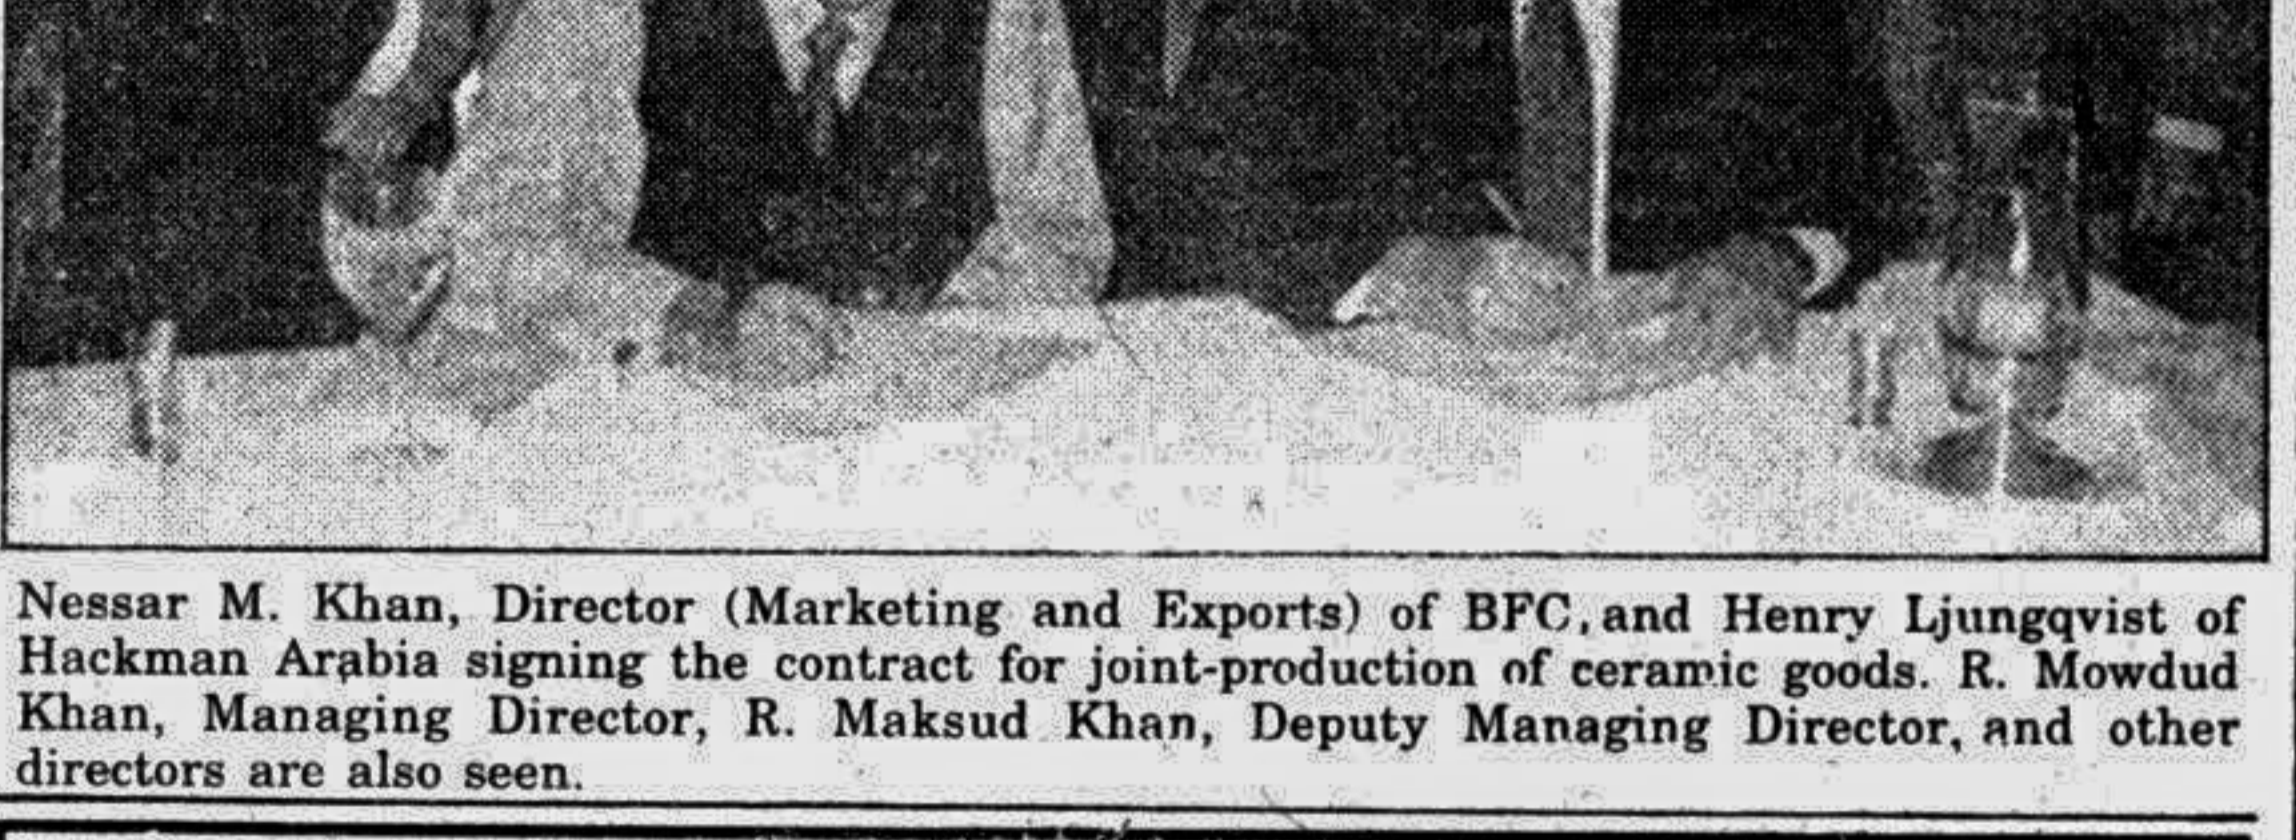 Nessar M. Khan, Director (Marketing and Exports) of BFC, and Henry Ljungqvist of
Hackman Arabia signing the contract for joint-production of ceramic goods. R. Mowdud
Khan, Managing Director, R. Maksud Khan, Deputy Managing Director, and other
directors are also seen.